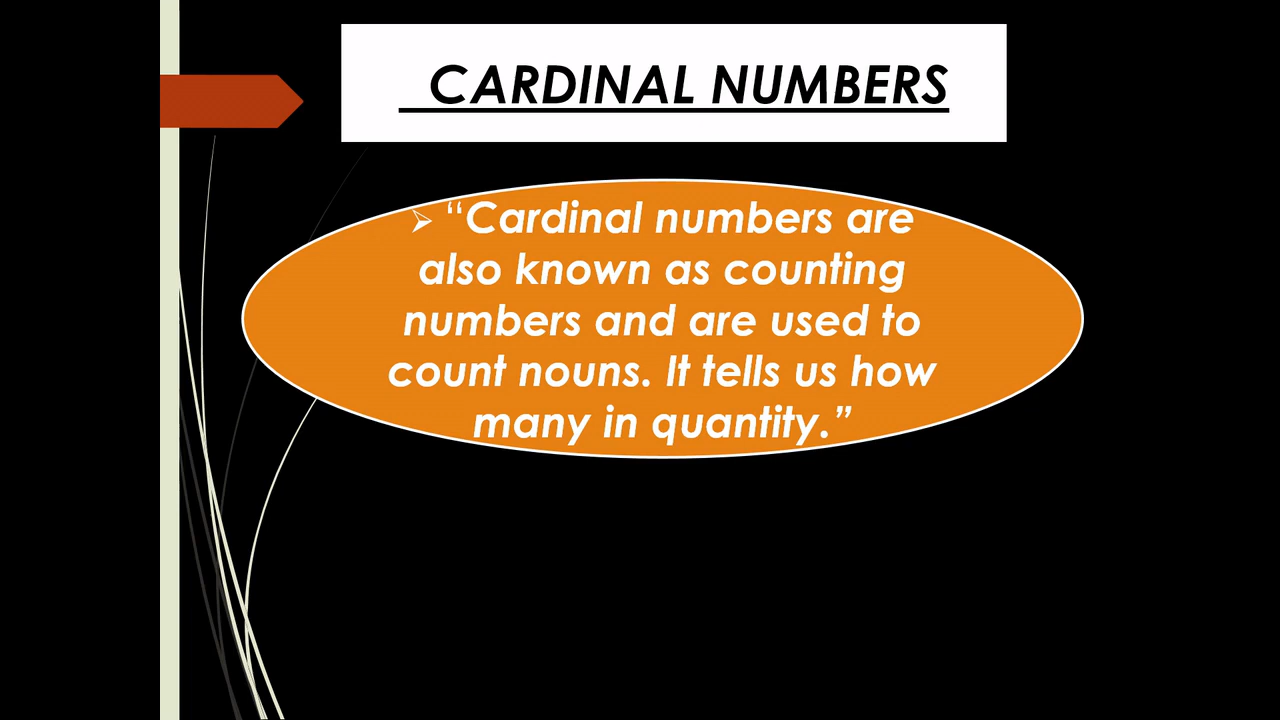 CARDINAL NUMBERS
➢ “Cardinal numbers are
also known as counting
numbers and are used to
count nouns. It tells us how
many in quantity.”